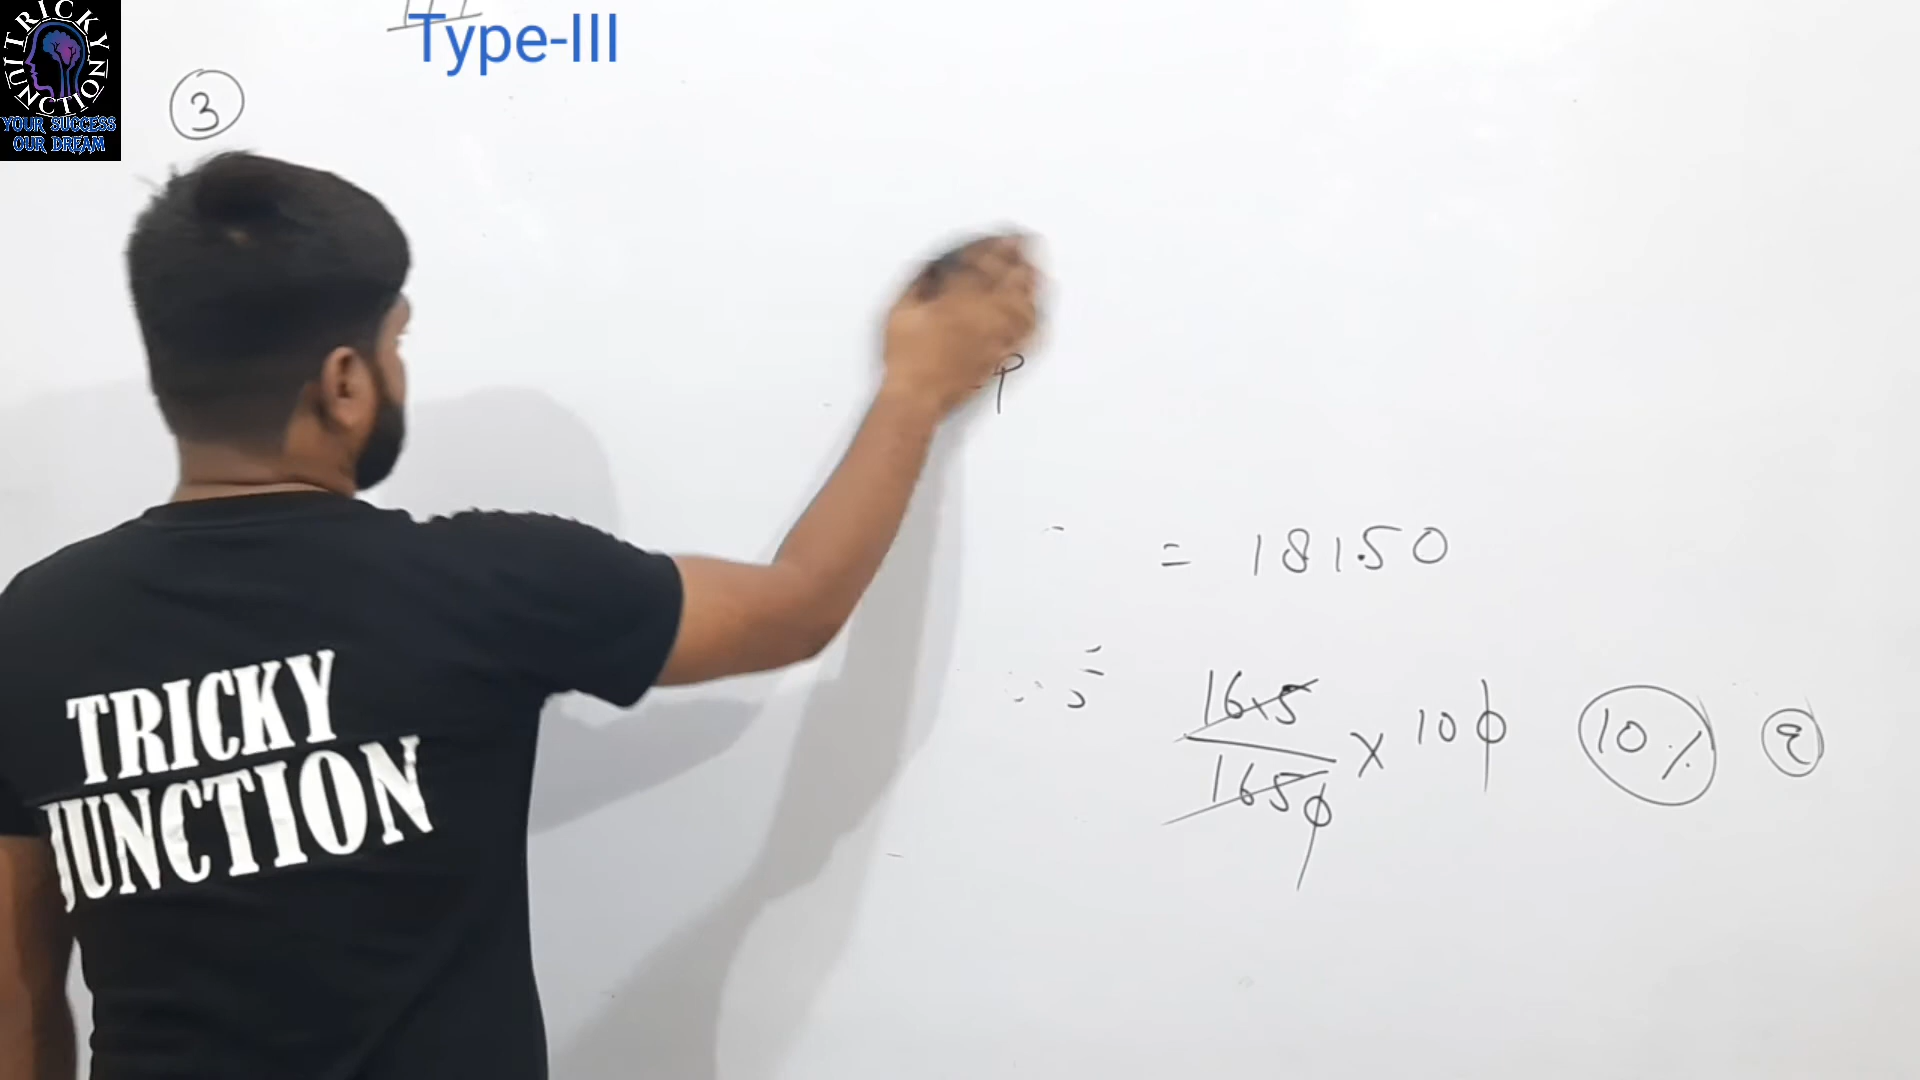 TRICKY JUNCTION
YOUR SUCCESS
OUR DREAM
Type-III
3
P
= 18150
165/1650 × 100 10%
TRICKY
JUNCTION